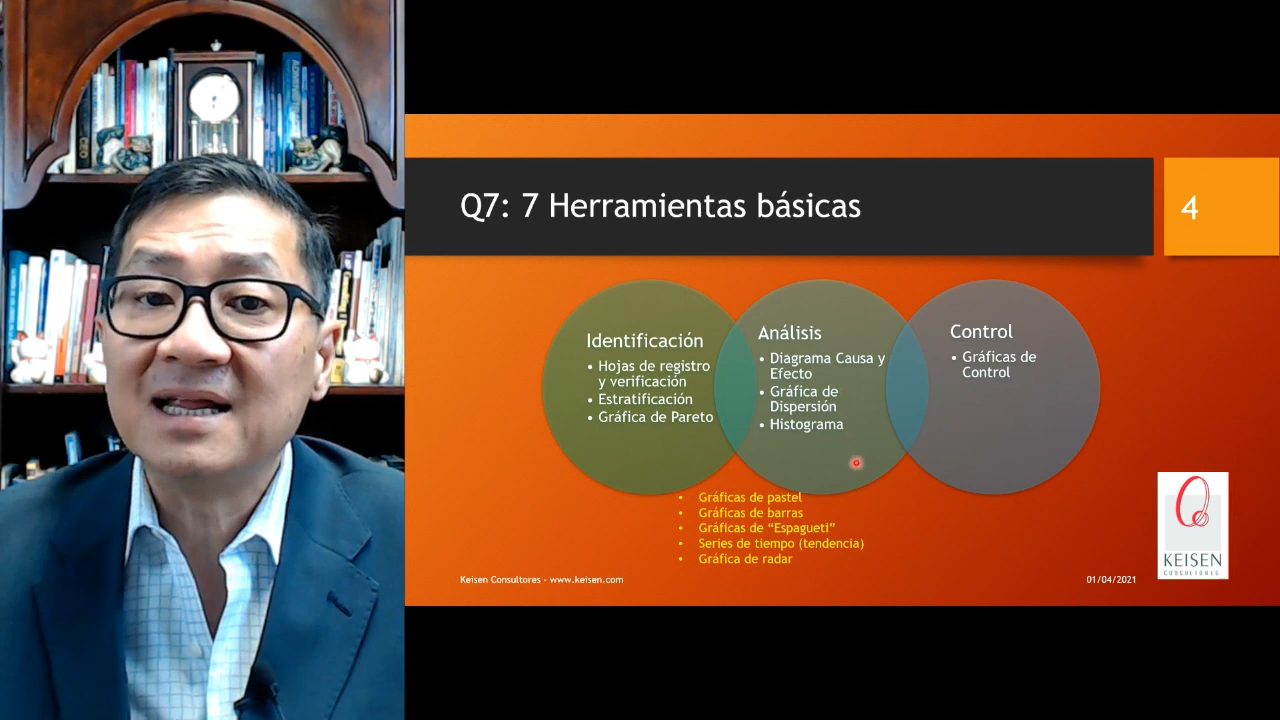 Q7: 7 Herramientas básicas
4
Identificación
• Hojas de registro
y verificación
• Estratificación
• Gráfica de Pareto
Análisis
• Diagrama Causa y
Efecto
• Gráfica de
Dispersión
• Histograma
Control
• Gráficas de
Control
• Gráficas de pastel
• Gráficas de barras
• Gráficas de “Espagueti”
• Series de tiempo (tendencia)
• Gráfica de radar
Keisen Consultores - www.keisen.com
01/04/2021
KEISEN
CONSULTORES
CEO